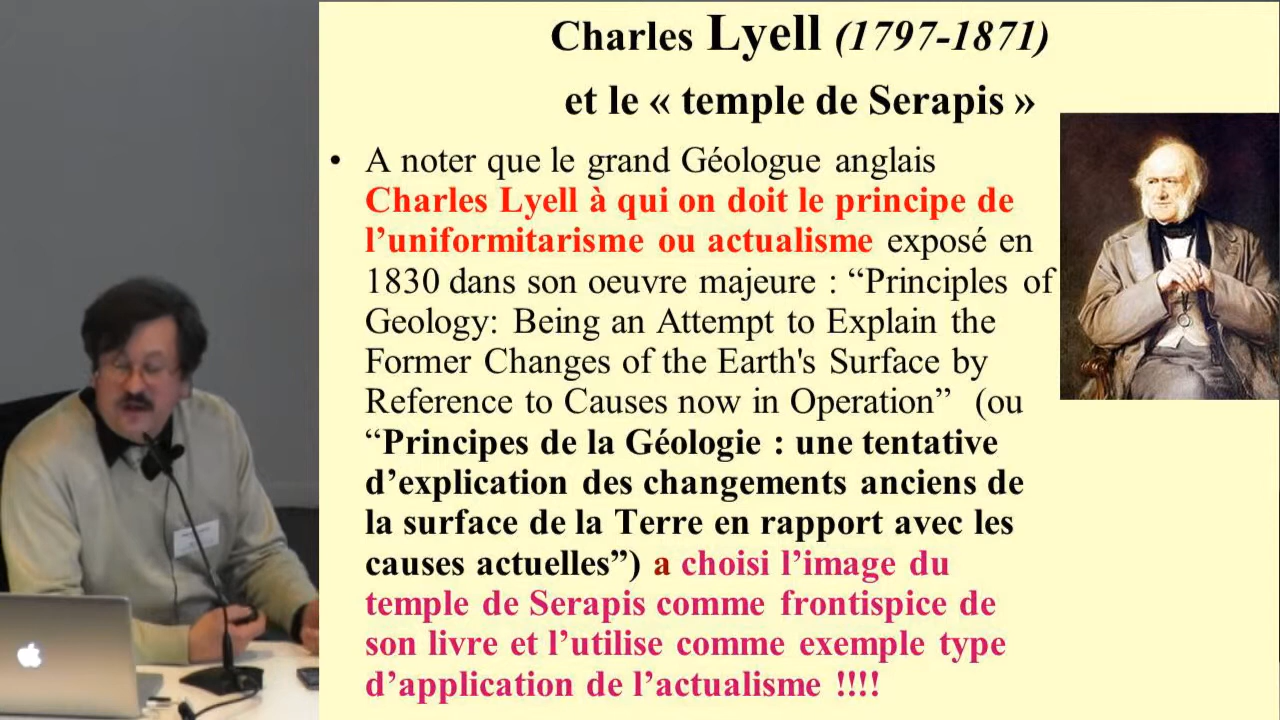 Charles Lyell (1797-1871)
et le « temple de Serapis »
• A noter que le grand Géologue anglais
Charles Lyell à qui on doit le principe de
l’uniformitarisme ou actualisme exposé en
1830 dans son oeuvre majeure : “Principles of
Geology: Being an Attempt to Explain the
Former Changes of the Earth's Surface by
Reference to Causes now in Operation” (ou
“Principes de la Géologie : une tentative
d’explication des changements anciens de
la surface de la Terre en rapport avec les
causes actuelles”) a choisi l’image du
temple de Serapis comme frontispice de
son livre et l’utilise comme exemple type
d’application de l’actualisme !!!!